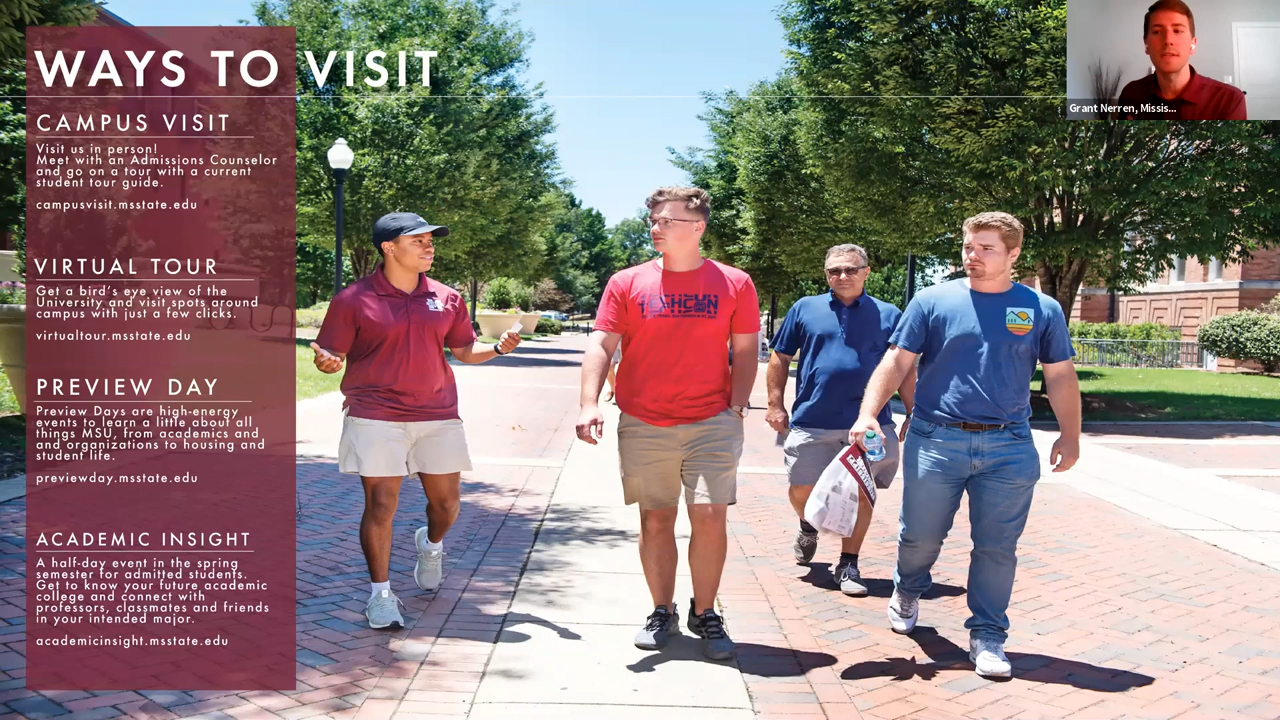 WAYS TO VISIT
CAMPUS VISIT
Visit us in person!
Meet with an Admissions Counselor
and go on a tour with a current
student tour guide.
campusvisit.msstate.edu
VIRTUAL TOUR
Get a bird's eye view of the
University and visit spots around
campus with just a few clicks.
virtualtour.msstate.edu
PREVIEW DAY
Preview Days are high-energy
events to learn a little about all
things MSU, from academics and
and organizations to housing and
student life.
previewday.msstate.edu
ACADEMIC INSIGHT
A half-day event in the spring
semester for admitted students.
Get to know your future academic
college and connect with
professors, classmates and friends
in your intended major.
academicinsight.msstate.edu
Grant Nerren, Missis...